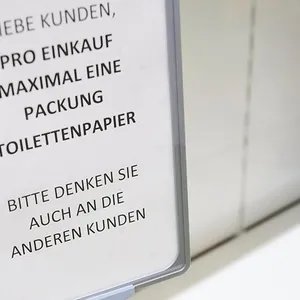 IEBE KUNDEN,
PRO EINKAUF
MAXIMAL EINE
PACKUNG
TOILETTENPAPIER
BITTE DENKEN SIE
AUCH AN DIE
ANDEREN KUNDEN